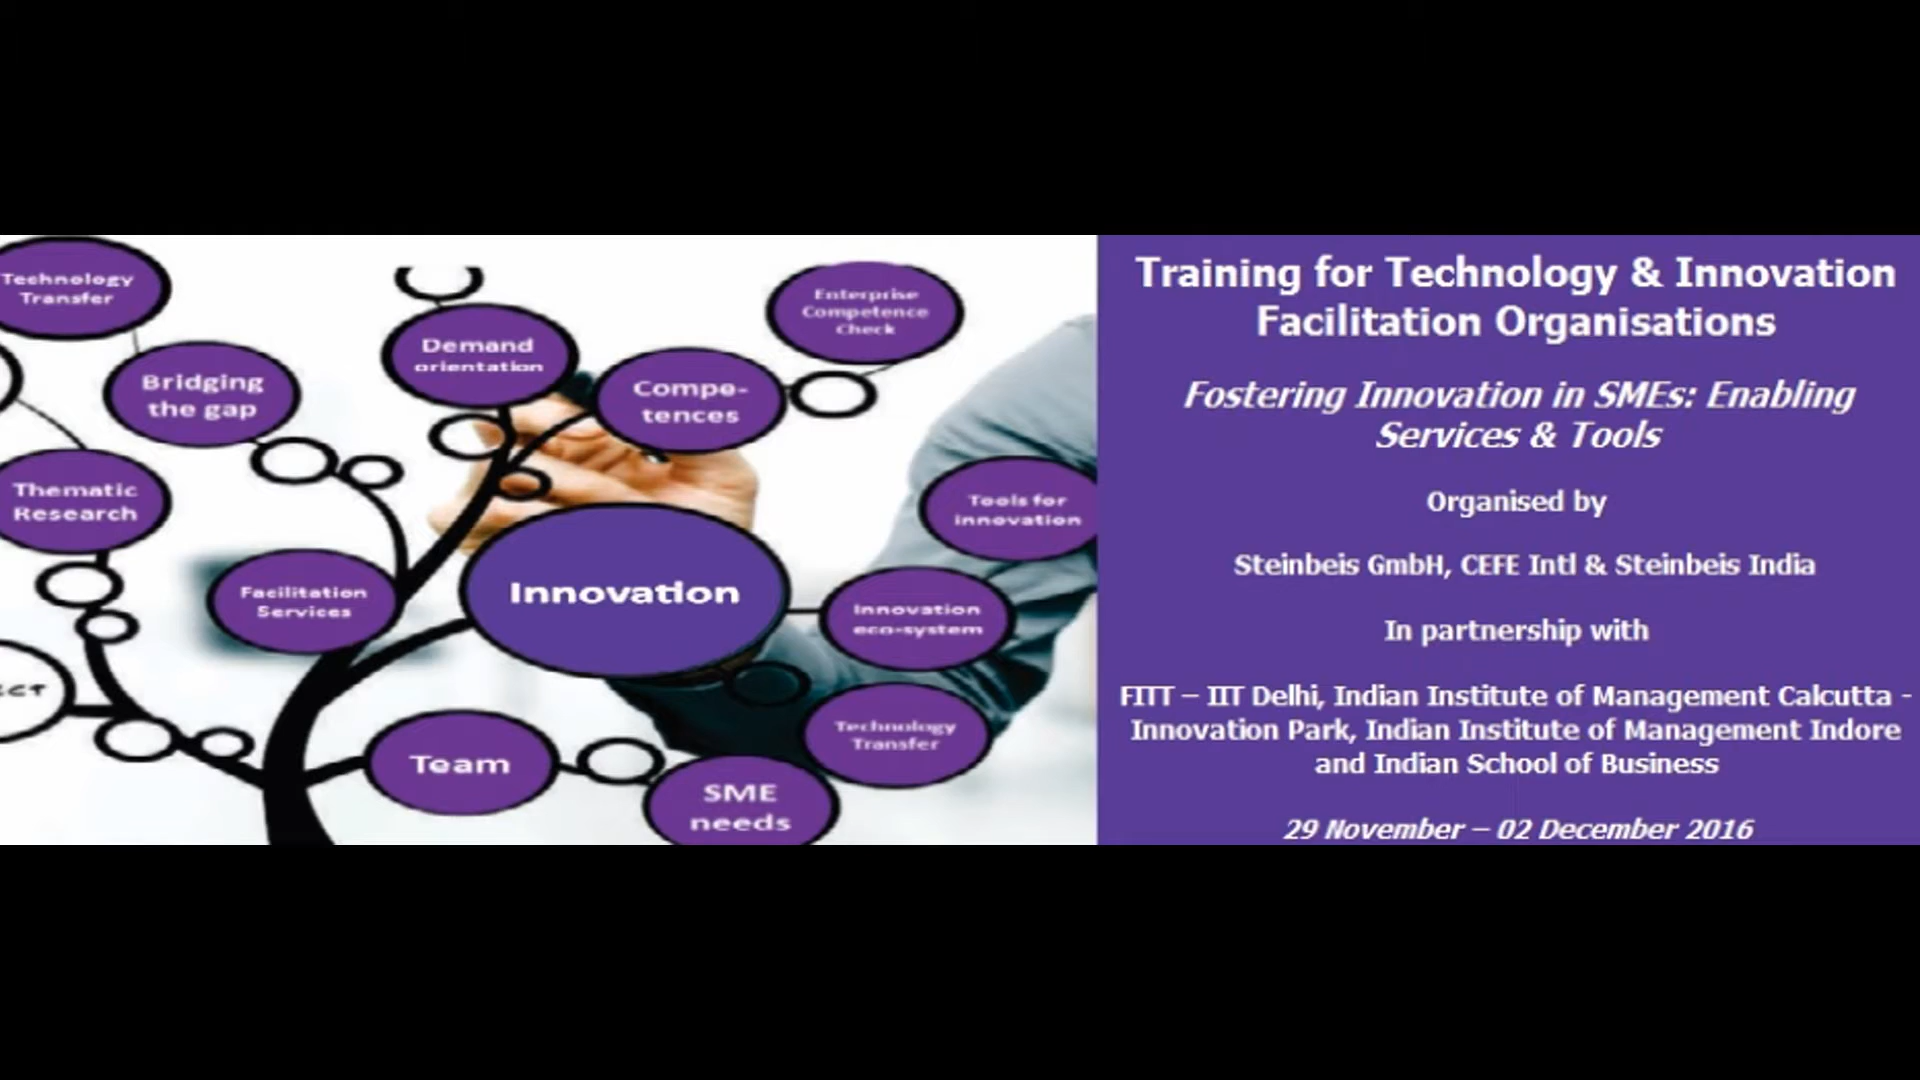 Technology
Transfer
Bridging
the gap
Demand
orientation
Compe-
tences
Enterprise
Competence
Check
Thematic
Research
Tools for
innovation
Facilitation
Services
Innovation
Innovation
eco-system
Team
SME
needs
Technology
Transfer
Training for Technology & Innovation
Facilitation Organisations
Fostering Innovation in SMEs: Enabling
Services & Tools
Organised by
Steinbeis GmbH, CEFE Intl & Steinbeis India
In partnership with
FITT – IIT Delhi, Indian Institute of Management Calcutta -
Innovation Park, Indian Institute of Management Indore
and Indian School of Business
29 November – 02 December 2016